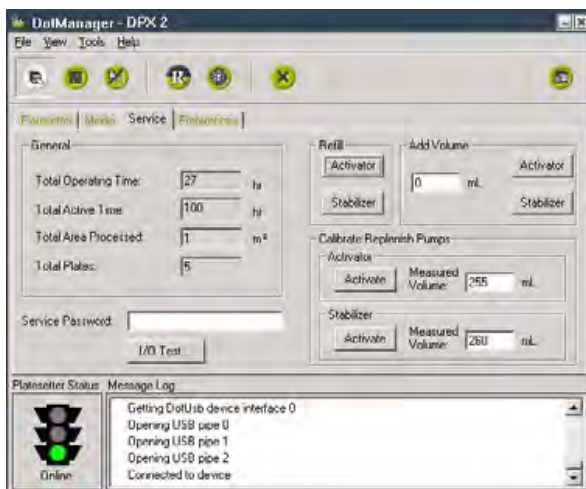 DotManager - DPX 2
File View Tools Help
R
Parameter Media Service Preferences
General
Total Operating Time: 27 hr
Total Active Time: 100 hr
Total Area Processed: 1 m²
Total Plates: 5
Service Password:
I/O Test...
Refill
Activator
Stabilizer
Add Volume
0 mL
Activator
Stabilizer
Calibrate Replenish Pumps
Activator
Activate Measured Volume: 255 mL
Stabilizer
Activate Measured Volume: 260 mL
Platesetter Status
Online
Message Log
Getting DotUsb device interface 0
Opening USB pipe 0
Opening USB pipe 1
Opening USB pipe 2
Connected to device